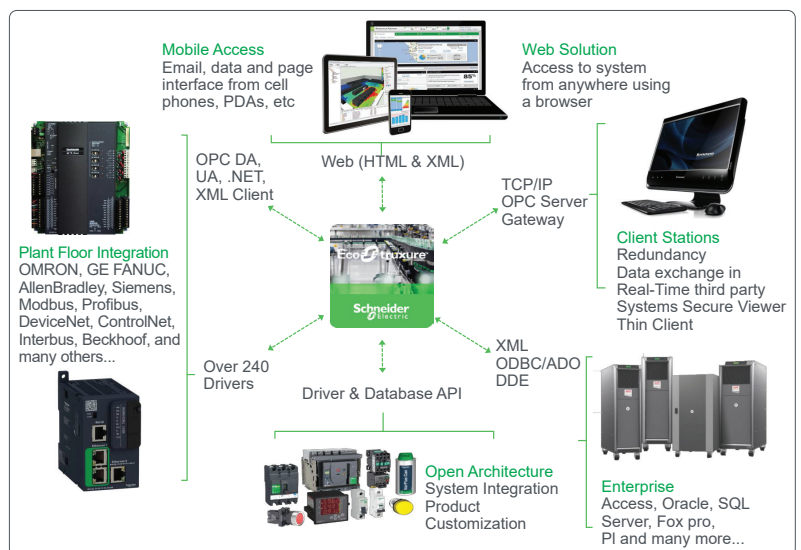 Mobile Access
Email, data and page
interface from cell
phones, PDAs, etc
Web Solution
Access to system
from anywhere using
a browser
85%
OPC DA,
UA, .NET,
XML Client
Web (HTML & XML)
TCP/IP
OPC Server
Gateway
Plant Floor Integration
OMRON, GE FANUC,
AllenBradley, Siemens,
Modbus, Profibus,
DeviceNet, ControlNet,
Interbus, Beckhoof, and
many others...
EcoStruxure
Schneider
Electric
Client Stations
Redundancy
Data exchange in
Real-Time third party
Systems Secure Viewer
Thin Client
Over 240
Drivers
Driver & Database API
XML
ODBC/ADO
DDE
Open Architecture
System Integration
Product
Customization
Enterprise
Access, Oracle, SQL
Server, Fox pro,
PI and many more...